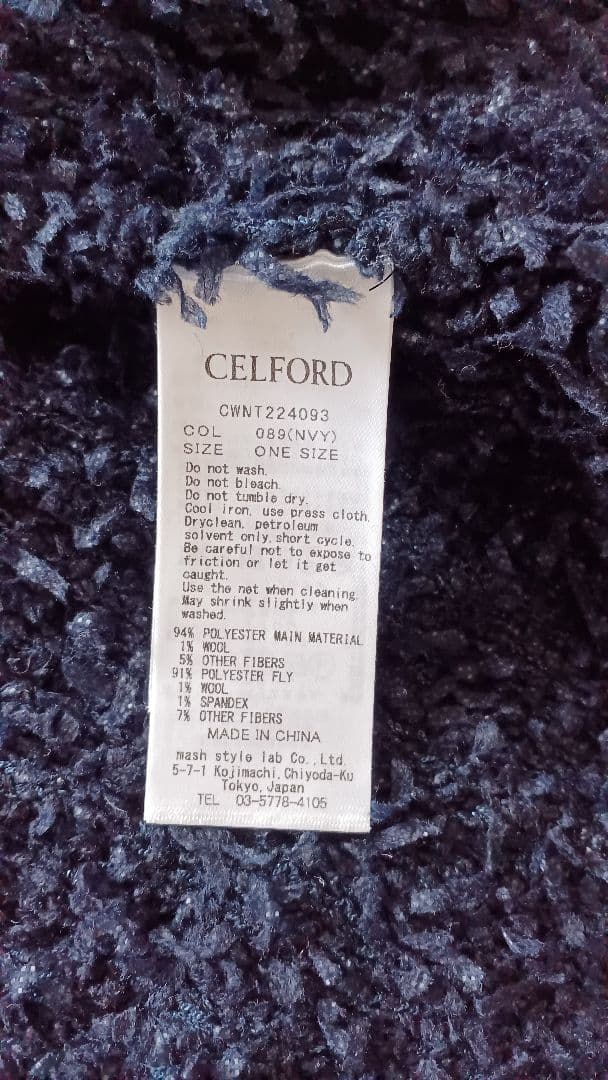 CELFORD
CWNT224093
COL 089(NVY)
SIZE ONE SIZE
Do not wash.
Do not bleach.
Do not tumble dry.
Cool iron, use press cloth.
Dryclean, petroleum
solvent only, short cycle.
Be careful not to expose to
friction or let it get
caught.
Use the net when cleaning.
May shrink slightly when
washed.
94% POLYESTER MAIN MATERIAL
1% WOOL
5% OTHER FIBERS
91% POLYESTER FLY
1% WOOL
1% SPANDEX
7% OTHER FIBERS
MADE IN CHINA
mash style lab Co.,Ltd.
5-7-1 Kojimachi, Chiyoda-Ku
Tokyo, Japan
TEL 03-5778-4105